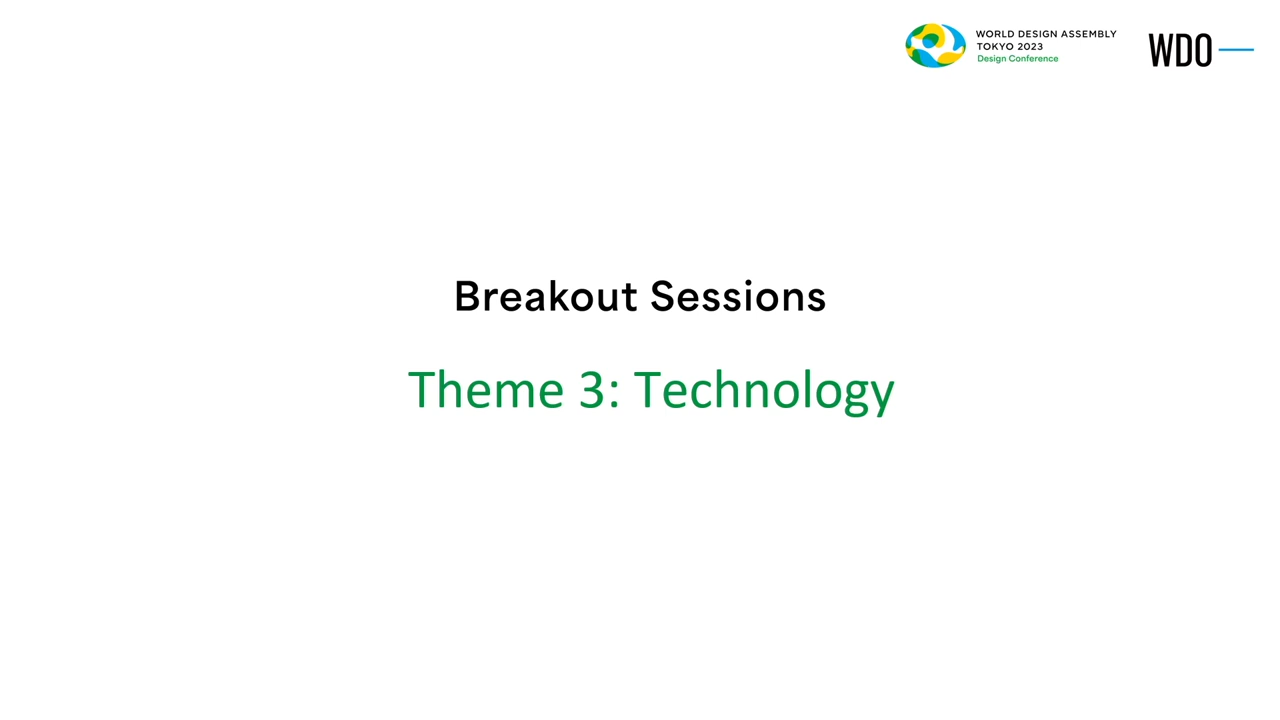 WORLD DESIGN ASSEMBLY
TOKYO 2023
Design Conference
WDO
Breakout Sessions
Theme 3: Technology